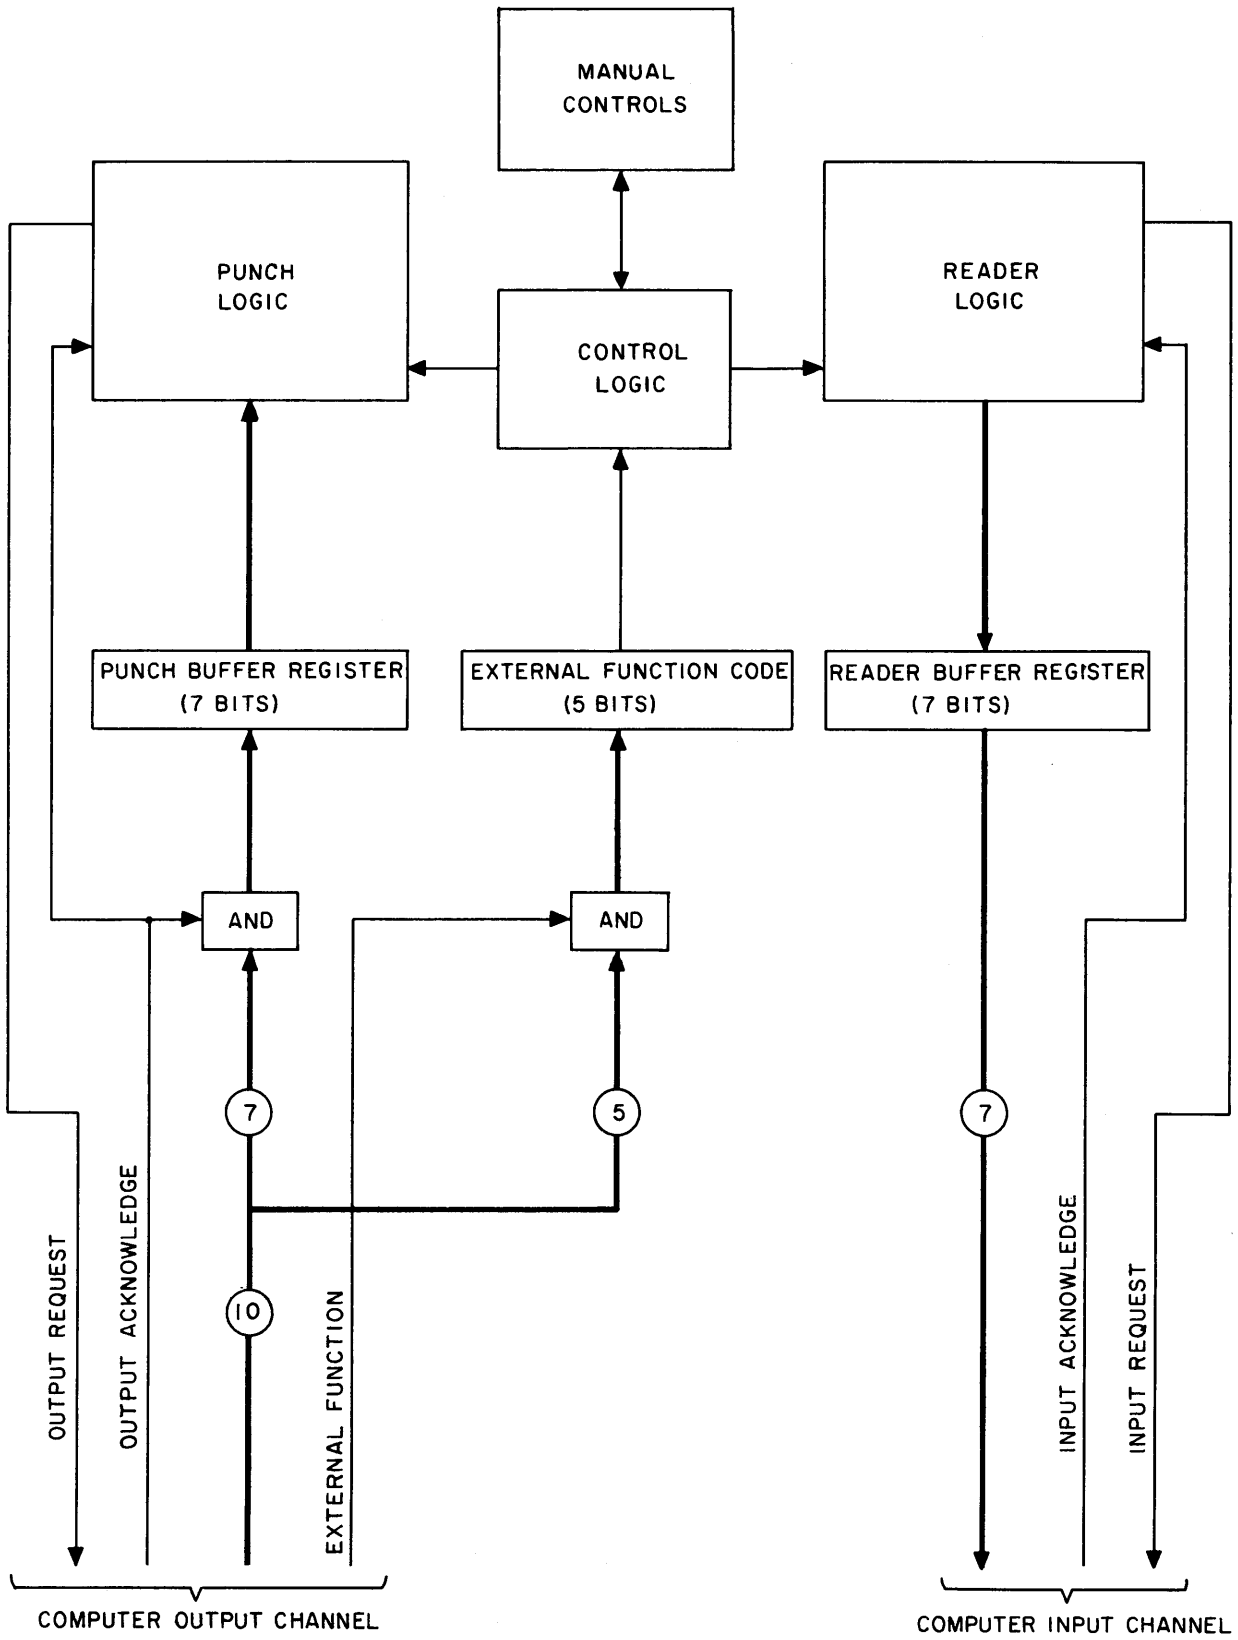 MANUAL
CONTROLS
PUNCH
LOGIC
READER
LOGIC
CONTROL
LOGIC
PUNCH BUFFER REGISTER
(7 BITS)
EXTERNAL FUNCTION CODE
(5 BITS)
READER BUFFER REGISTER
(7 BITS)
AND
AND
7
5
7
10
OUTPUT REQUEST
OUTPUT ACKNOWLEDGE
EXTERNAL FUNCTION
INPUT ACKNOWLEDGE
INPUT REQUEST
COMPUTER OUTPUT CHANNEL
COMPUTER INPUT CHANNEL